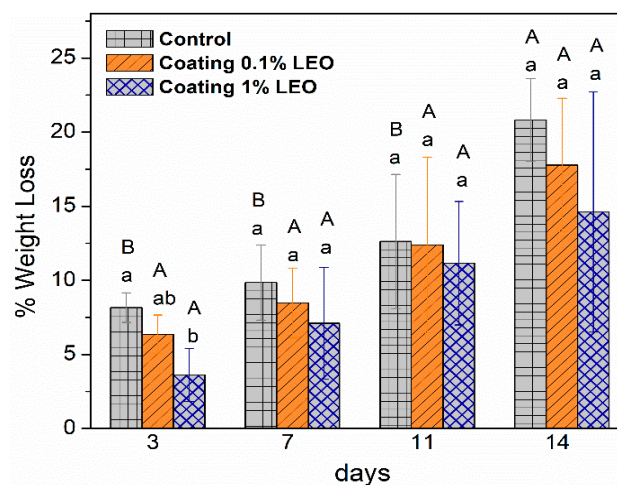 Control
Coating 0.1% LEO
Coating 1% LEO
% Weight Loss
25
20
15
10
5
0
B
a
A
ab
A
b
B
a
A
a
A
a
B
a
A
a
A
a
A
a
A
a
A
a
3 7 11 14
days